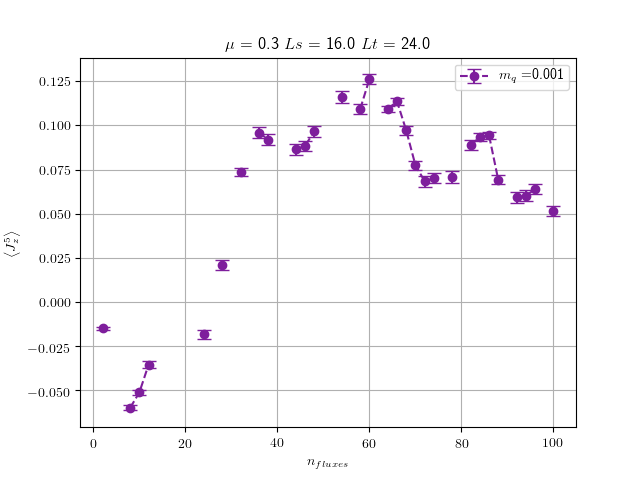 μ = 0.3 Ls = 16.0 Lt = 24.0
m_q =0.001
0.125
0.100
0.075
0.050
0.025
0.000
−0.025
−0.050
⟨J_z^5⟩
0 20 40 60 80 100
n_fluxes